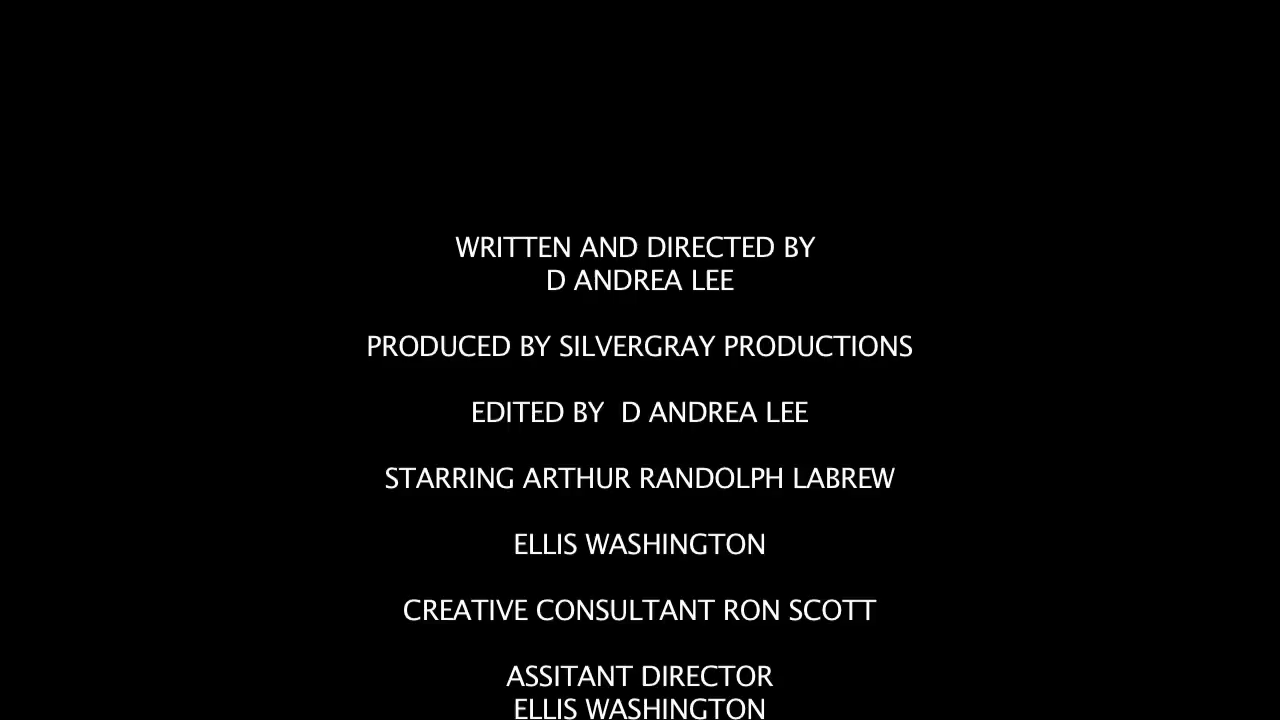 WRITTEN AND DIRECTED BY
D ANDREA LEE
PRODUCED BY SILVERGRAY PRODUCTIONS
EDITED BY  D ANDREA LEE
STARRING ARTHUR RANDOLPH LABREW
ELLIS WASHINGTON
CREATIVE CONSULTANT RON SCOTT
ASSITANT DIRECTOR
ELLIS WASHINGTON